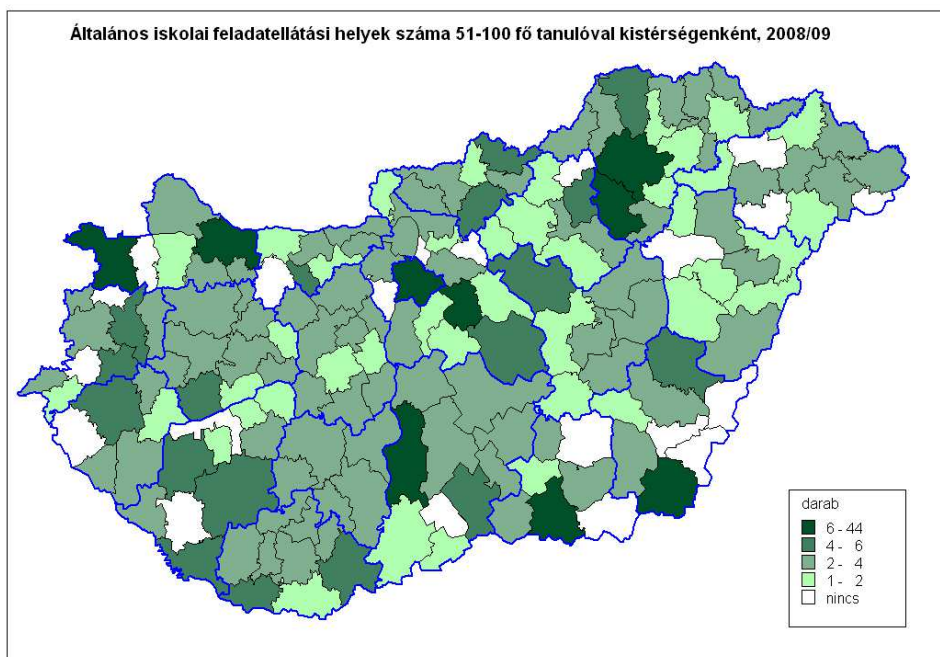 Általános iskolai feladatellátási helyek száma 51-100 fő tanulóval kistérségenként, 2008/09
darab
6 - 44
4 - 6
2 - 4
1 - 2
nincs